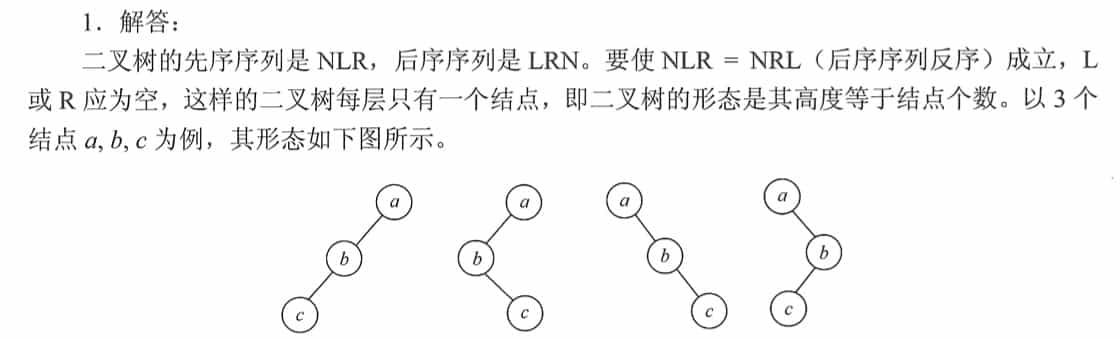 1．解答：
二叉树的先序序列是 NLR，后序序列是 LRN。要使 NLR = NRL（后序序列反序）成立，L
或 R 应为空，这样的二叉树每层只有一个结点，即二叉树的形态是其高度等于结点个数。以 3 个
结点 a, b, c 为例，其形态如下图所示。
a a a a
b b b b
c c c c